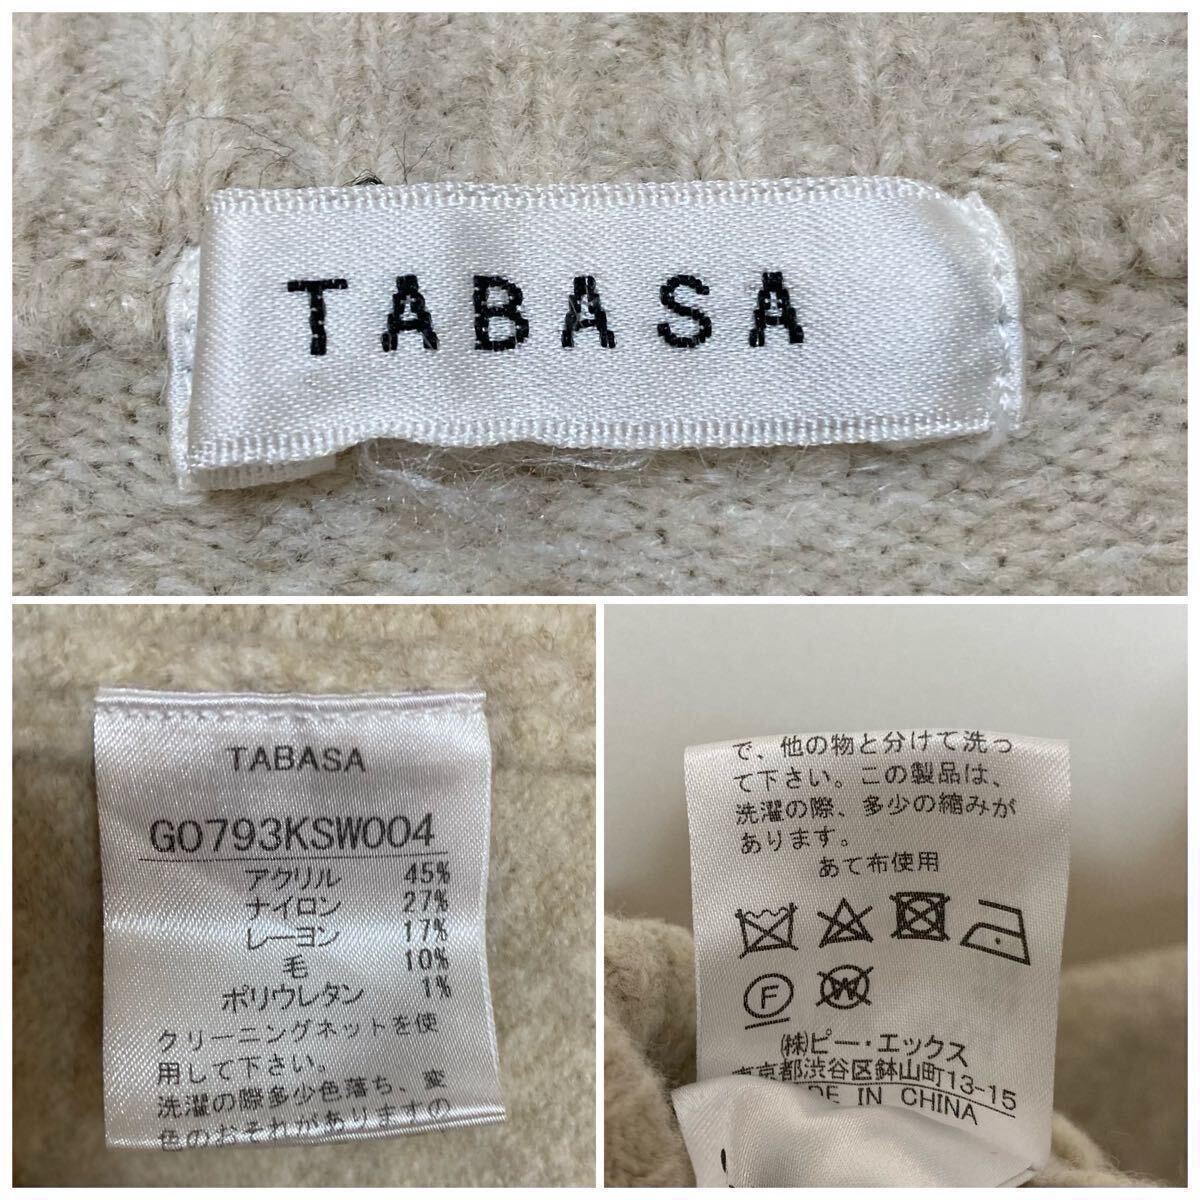 TABASA
TABASA
G0793KSW004
アクリル 45%
ナイロン 27%
レーヨン 17%
毛 10%
ポリウレタン 1%
クリーニングネットを使
用して下さい。
洗濯の際多少色落ち、変
色のおそれがありますの
で、他の物と分けて洗っ
て下さい。この製品は、
洗濯の際、多少の縮みが
あります。
あて布使用
F
W
㈱ピー・エックス
東京都渋谷区鉢山町13-15
DE IN CHINA